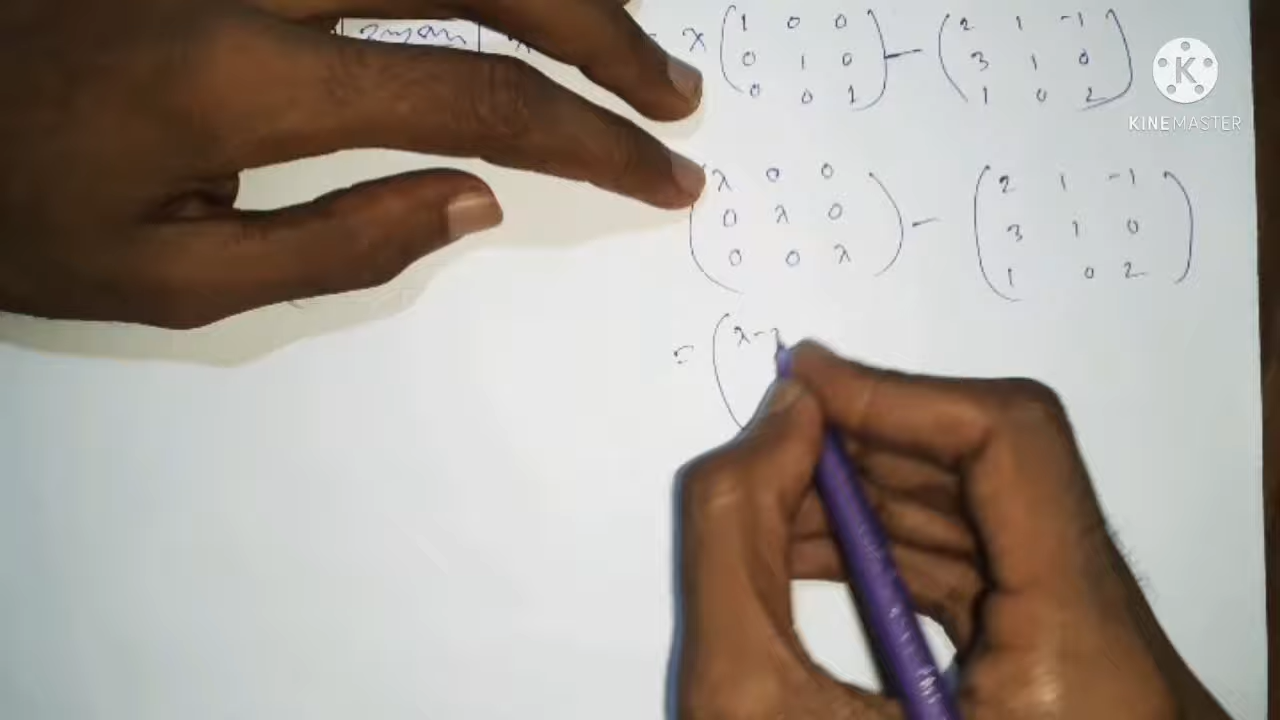 λ ( 1 0 0 ) − ( 2 1 -1 )
0 1 0 3 1 0
0 0 1 1 0 2
KINEMASTER
( λ 0 0 ) − ( 2 1 -1 )
0 λ 0 3 1 0
0 0 λ 1 0 2
= ( λ-2